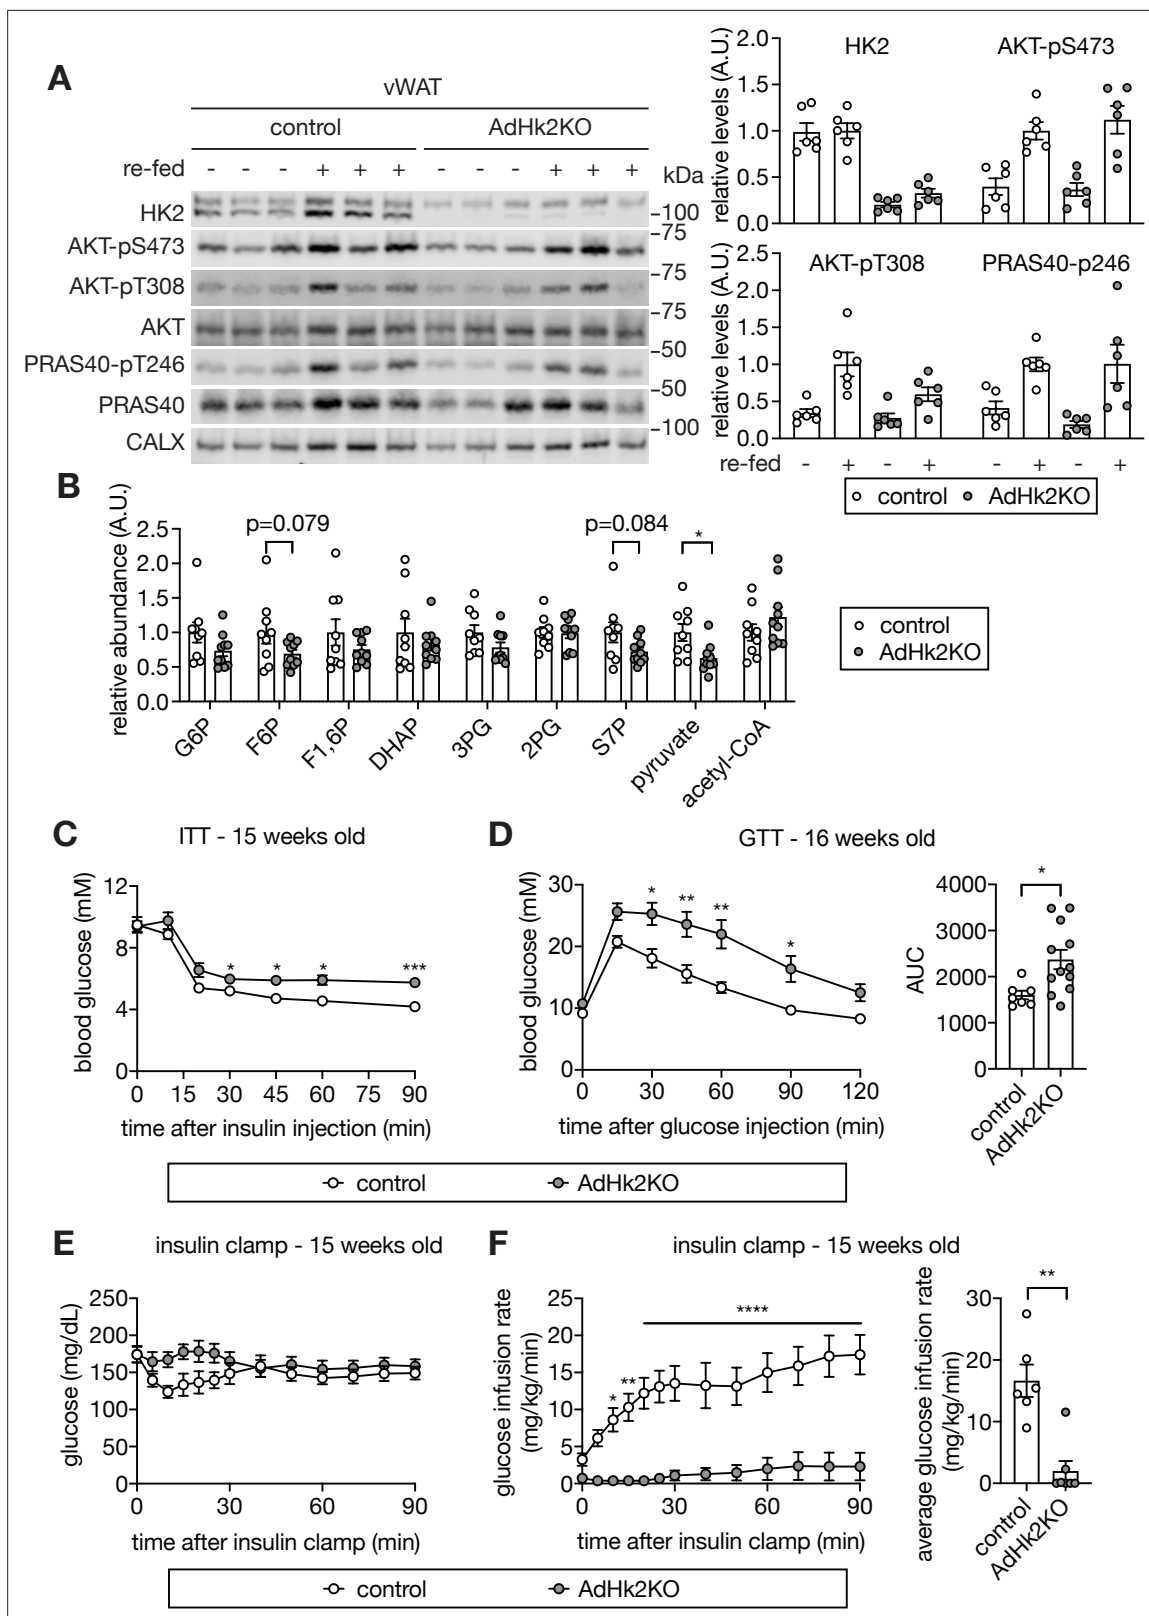 A
vWAT
control AdHk2KO
re-fed - - - + + + - - - + + + kDa
HK2 -100
-75
AKT-pS473
-75
AKT-pT308
-75
AKT
-50
PRAS40-pT246
-50
PRAS40
-100
CALX
relative levels (A.U.)
2.0
1.5
1.0
0.5
0.0
HK2 AKT-pS473
relative levels (A.U.)
2.5
2.0
1.5
1.0
0.5
0.0
AKT-pT308 PRAS40-p246
re-fed - + - + - + - +
control AdHk2KO
B
relative abundance (A.U.)
2.5
2.0
1.5
1.0
0.5
0.0
p=0.079 p=0.084 *
G6P F6P F1,6P DHAP 3PG 2PG S7P pyruvate acetyl-CoA
control
AdHk2KO
C
ITT - 15 weeks old
blood glucose (mM)
12
8
4
0
* * * ***
0 15 30 45 60 75 90
time after insulin injection (min)
D
GTT - 16 weeks old
blood glucose (mM)
30
20
10
0
* ** ** *
0 30 60 90 120
time after glucose injection (min)
AUC
4000
3000
2000
1000
0
*
control AdHk2KO
control AdHk2KO
E
insulin clamp - 15 weeks old
glucose (mg/dL)
250
200
150
100
50
0
0 30 60 90
time after insulin clamp (min)
F
insulin clamp - 15 weeks old
glucose infusion rate
(mg/kg/min)
25
20
15
10
5
0
* ** ****
0 30 60 90
time after insulin clamp (min)
average glucose infusion rate
(mg/kg/min)
30
20
10
0
**
control AdHk2KO
control AdHk2KO